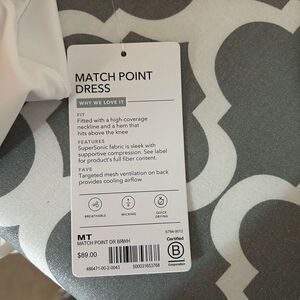 MATCH POINT
DRESS
WHY WE LOVE IT
FIT
Fitted with a high-coverage
neckline and a hem that
hits above the knee
FEATURES
SuperSonic fabric is sleek with
supportive compression. See label
for product's full fiber content.
FAVE
Targeted mesh ventilation on back
provides cooling airflow
BREATHABLE WICKING QUICK DRYING
MT
MATCH POINT DR BRWH
$89.00
Certified
B
Corporation